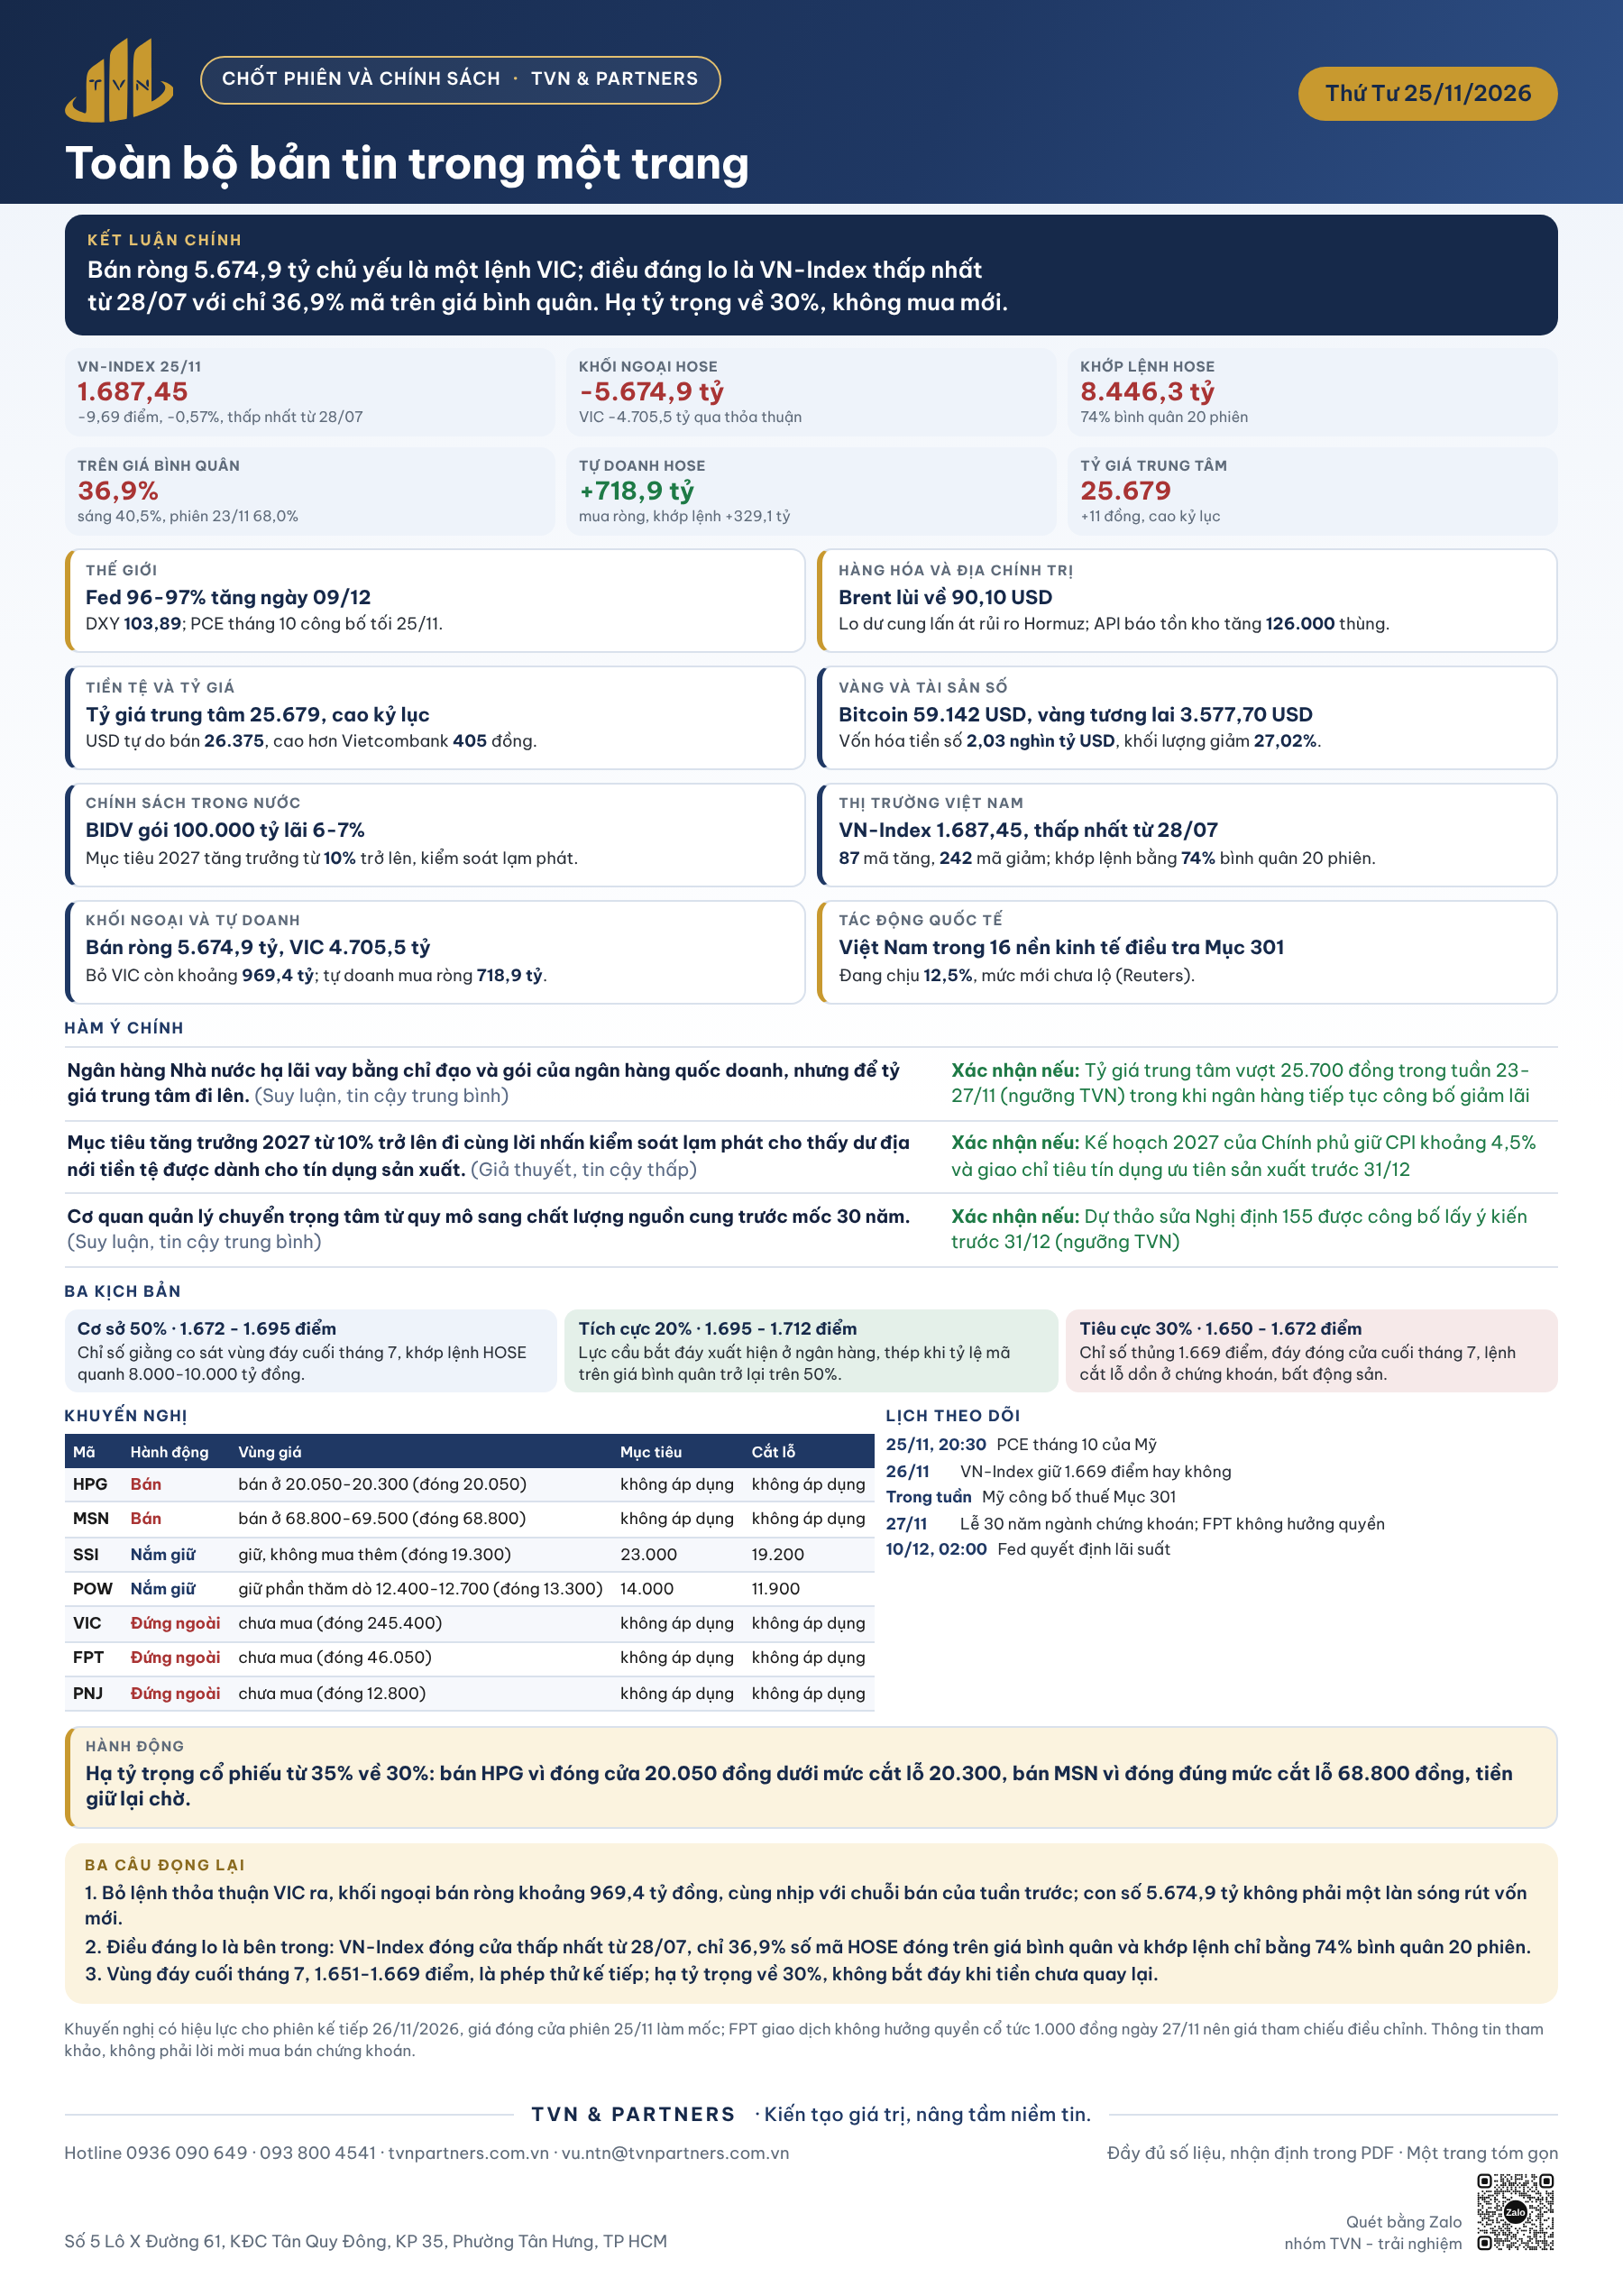 TVN
CHỐT PHIÊN VÀ CHÍNH SÁCH · TVN & PARTNERS
Thứ Tư 25/11/2026
Toàn bộ bản tin trong một trang
KẾT LUẬN CHÍNH
Bán ròng 5.674,9 tỷ chủ yếu là một lệnh VIC; điều đáng lo là VN-Index thấp nhất
từ 28/07 với chỉ 36,9% mã trên giá bình quân. Hạ tỷ trọng về 30%, không mua mới.
VN-INDEX 25/11
1.687,45
-9,69 điểm, -0,57%, thấp nhất từ 28/07
KHỐI NGOẠI HOSE
-5.674,9 tỷ
VIC -4.705,5 tỷ qua thỏa thuận
KHỚP LỆNH HOSE
8.446,3 tỷ
74% bình quân 20 phiên
TRÊN GIÁ BÌNH QUÂN
36,9%
sáng 40,5%, phiên 23/11 68,0%
TỰ DOANH HOSE
+718,9 tỷ
mua ròng, khớp lệnh +329,1 tỷ
TỶ GIÁ TRUNG TÂM
25.679
+11 đồng, cao kỷ lục
THẾ GIỚI
Fed 96-97% tăng ngày 09/12
DXY 103,89; PCE tháng 10 công bố tối 25/11.
HÀNG HÓA VÀ ĐỊA CHÍNH TRỊ
Brent lùi về 90,10 USD
Lo dư cung lấn át rủi ro Hormuz; API báo tồn kho tăng 126.000 thùng.
TIỀN TỆ VÀ TỶ GIÁ
Tỷ giá trung tâm 25.679, cao kỷ lục
USD tự do bán 26.375, cao hơn Vietcombank 405 đồng.
VÀNG VÀ TÀI SẢN SỐ
Bitcoin 59.142 USD, vàng tương lai 3.577,70 USD
Vốn hóa tiền số 2,03 nghìn tỷ USD, khối lượng giảm 27,02%.
CHÍNH SÁCH TRONG NƯỚC
BIDV gói 100.000 tỷ lãi 6-7%
Mục tiêu 2027 tăng trưởng từ 10% trở lên, kiểm soát lạm phát.
THỊ TRƯỜNG VIỆT NAM
VN-Index 1.687,45, thấp nhất từ 28/07
87 mã tăng, 242 mã giảm; khớp lệnh bằng 74% bình quân 20 phiên.
KHỐI NGOẠI VÀ TỰ DOANH
Bán ròng 5.674,9 tỷ, VIC 4.705,5 tỷ
Bỏ VIC còn khoảng 969,4 tỷ; tự doanh mua ròng 718,9 tỷ.
TÁC ĐỘNG QUỐC TẾ
Việt Nam trong 16 nền kinh tế điều tra Mục 301
Đang chịu 12,5%, mức mới chưa lộ (Reuters).
HÀM Ý CHÍNH
Ngân hàng Nhà nước hạ lãi vay bằng chỉ đạo và gói của ngân hàng quốc doanh, nhưng để tỷ
giá trung tâm đi lên. (Suy luận, tin cậy trung bình)
Xác nhận nếu: Tỷ giá trung tâm vượt 25.700 đồng trong tuần 23-
27/11 (ngưỡng TVN) trong khi ngân hàng tiếp tục công bố giảm lãi
Mục tiêu tăng trưởng 2027 từ 10% trở lên đi cùng lời nhấn kiểm soát lạm phát cho thấy dư địa
nới tiền tệ được dành cho tín dụng sản xuất. (Giả thuyết, tin cậy thấp)
Xác nhận nếu: Kế hoạch 2027 của Chính phủ giữ CPI khoảng 4,5%
và giao chỉ tiêu tín dụng ưu tiên sản xuất trước 31/12
Cơ quan quản lý chuyển trọng tâm từ quy mô sang chất lượng nguồn cung trước mốc 30 năm.
(Suy luận, tin cậy trung bình)
Xác nhận nếu: Dự thảo sửa Nghị định 155 được công bố lấy ý kiến
trước 31/12 (ngưỡng TVN)
BA KỊCH BẢN
Cơ sở 50% · 1.672 - 1.695 điểm
Chỉ số giằng co sát vùng đáy cuối tháng 7, khớp lệnh HOSE
quanh 8.000-10.000 tỷ đồng.
Tích cực 20% · 1.695 - 1.712 điểm
Lực cầu bắt đáy xuất hiện ở ngân hàng, thép khi tỷ lệ mã
trên giá bình quân trở lại trên 50%.
Tiêu cực 30% · 1.650 - 1.672 điểm
Chỉ số thủng 1.669 điểm, đáy đóng cửa cuối tháng 7, lệnh
cắt lỗ dồn ở chứng khoán, bất động sản.
KHUYẾN NGHỊ
Mã Hành động Vùng giá Mục tiêu Cắt lỗ
HPG Bán bán ở 20.050-20.300 (đóng 20.050) không áp dụng không áp dụng
MSN Bán bán ở 68.800-69.500 (đóng 68.800) không áp dụng không áp dụng
SSI Nắm giữ giữ, không mua thêm (đóng 19.300) 23.000 19.200
POW Nắm giữ giữ phần thăm dò 12.400-12.700 (đóng 13.300) 14.000 11.900
VIC Đứng ngoài chưa mua (đóng 245.400) không áp dụng không áp dụng
FPT Đứng ngoài chưa mua (đóng 46.050) không áp dụng không áp dụng
PNJ Đứng ngoài chưa mua (đóng 12.800) không áp dụng không áp dụng
LỊCH THEO DÕI
25/11, 20:30 PCE tháng 10 của Mỹ
26/11 VN-Index giữ 1.669 điểm hay không
Trong tuần Mỹ công bố thuế Mục 301
27/11 Lễ 30 năm ngành chứng khoán; FPT không hưởng quyền
10/12, 02:00 Fed quyết định lãi suất
HÀNH ĐỘNG
Hạ tỷ trọng cổ phiếu từ 35% về 30%: bán HPG vì đóng cửa 20.050 đồng dưới mức cắt lỗ 20.300, bán MSN vì đóng đúng mức cắt lỗ 68.800 đồng, tiền
giữ lại chờ.
BA CÂU ĐỌNG LẠI
1. Bỏ lệnh thỏa thuận VIC ra, khối ngoại bán ròng khoảng 969,4 tỷ đồng, cùng nhịp với chuỗi bán của tuần trước; con số 5.674,9 tỷ không phải một làn sóng rút vốn
mới.
2. Điều đáng lo là bên trong: VN-Index đóng cửa thấp nhất từ 28/07, chỉ 36,9% số mã HOSE đóng trên giá bình quân và khớp lệnh chỉ bằng 74% bình quân 20 phiên.
3. Vùng đáy cuối tháng 7, 1.651-1.669 điểm, là phép thử kế tiếp; hạ tỷ trọng về 30%, không bắt đáy khi tiền chưa quay lại.
Khuyến nghị có hiệu lực cho phiên kế tiếp 26/11/2026, giá đóng cửa phiên 25/11 làm mốc; FPT giao dịch không hưởng quyền cổ tức 1.000 đồng ngày 27/11 nên giá tham chiếu điều chỉnh. Thông tin tham
khảo, không phải lời mời mua bán chứng khoán.
TVN & PARTNERS · Kiến tạo giá trị, nâng tầm niềm tin.
Hotline 0936 090 649 · 093 800 4541 · tvnpartners.com.vn · vu.ntn@tvnpartners.com.vn
Đầy đủ số liệu, nhận định trong PDF · Một trang tóm gọn
Zalo
Quét bằng Zalo
nhóm TVN - trải nghiệm
Số 5 Lô X Đường 61, KĐC Tân Quy Đông, KP 35, Phường Tân Hưng, TP HCM